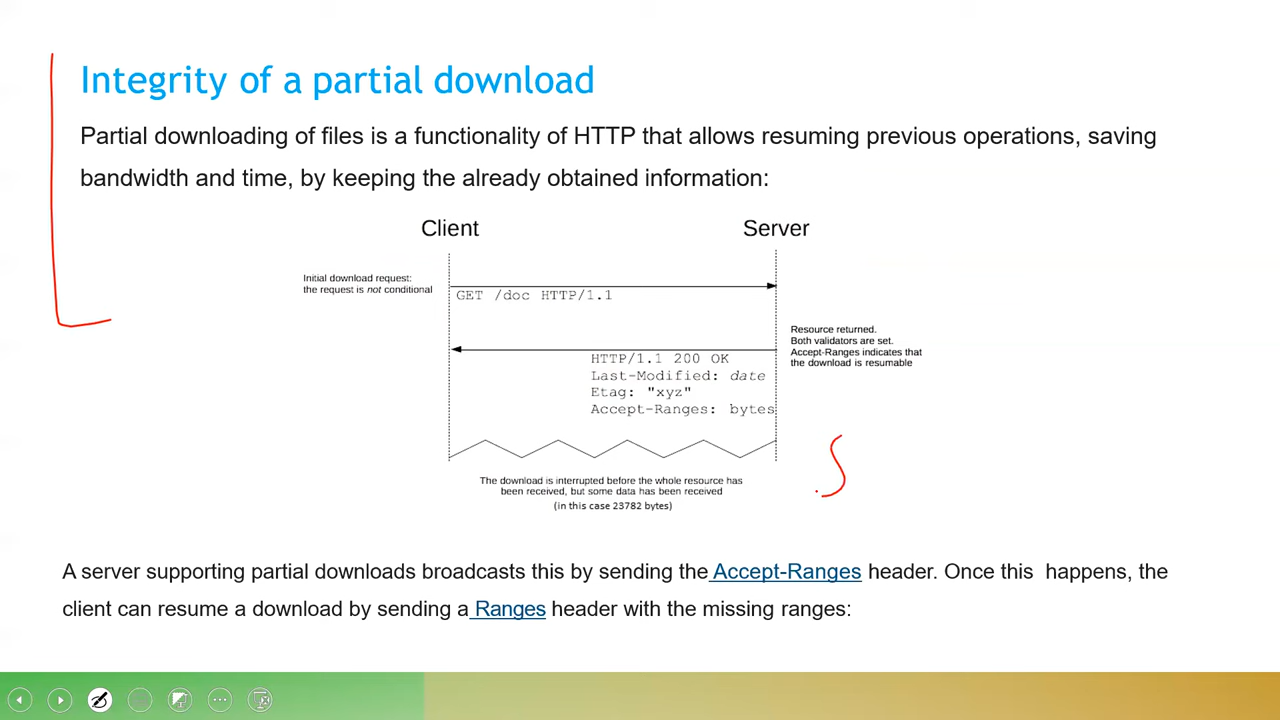 Integrity of a partial download
Partial downloading of files is a functionality of HTTP that allows resuming previous operations, saving
bandwidth and time, by keeping the already obtained information:
Client
Server
Initial download request:
the request is not conditional
GET /doc HTTP/1.1
Resource returned.
Both validators are set.
Accept-Ranges indicates that
the download is resumable
HTTP/1.1 200 OK
Last-Modified: date
Etag: "xyz"
Accept-Ranges: bytes
The download is interrupted before the whole resource has
been received, but some data has been received
(in this case 23782 bytes)
A server supporting partial downloads broadcasts this by sending the Accept-Ranges header. Once this happens, the
client can resume a download by sending a Ranges header with the missing ranges: